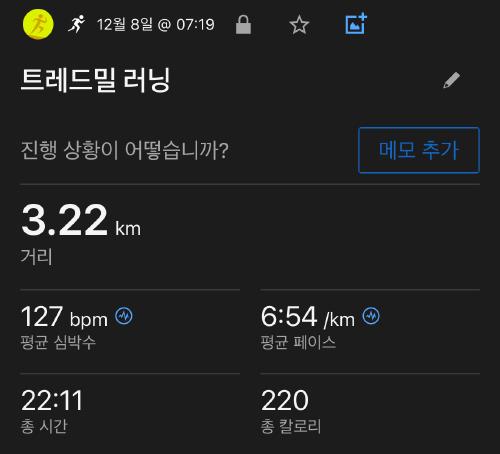 12월 8일 @ 07:19
트레드밀 러닝
진행 상황이 어떻습니까?
메모 추가
3.22 km
거리
127 bpm
평균 심박수
6:54 /km
평균 페이스
22:11
총 시간
220
총 칼로리